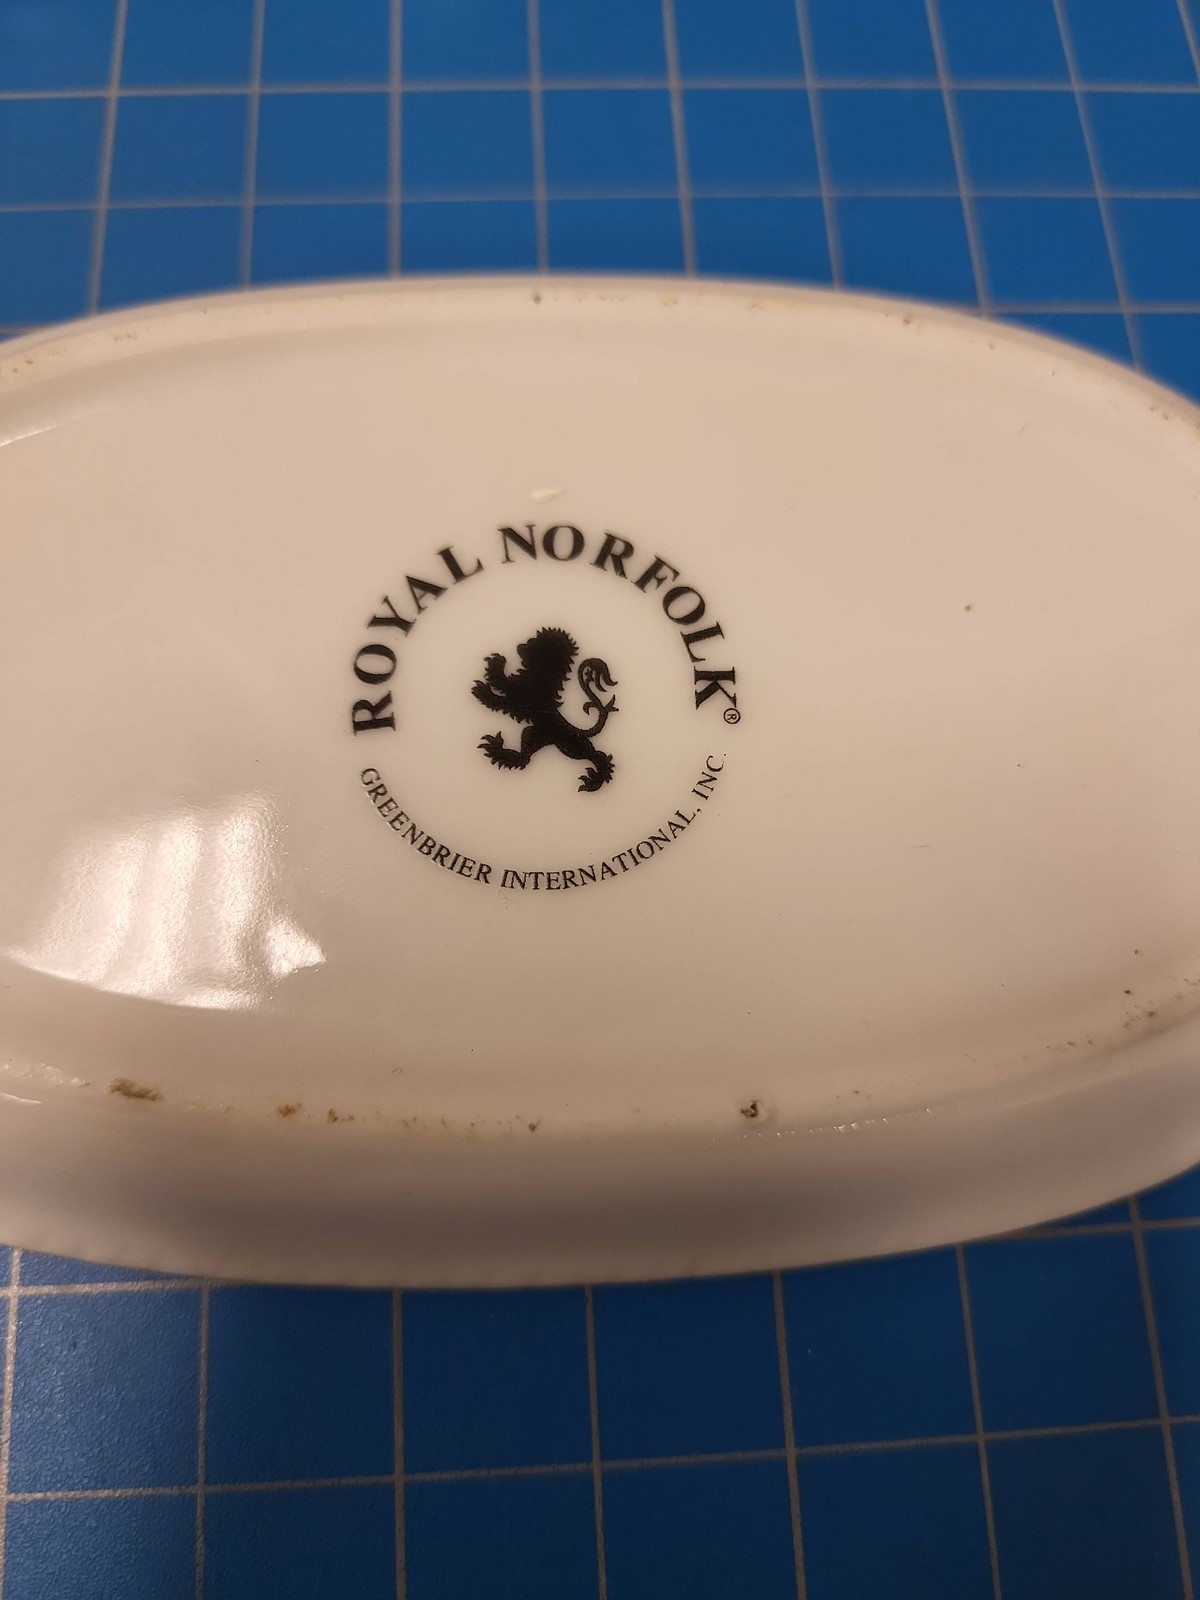 ROYAL NORFOLK®
GREENBRIER INTERNATIONAL, INC.